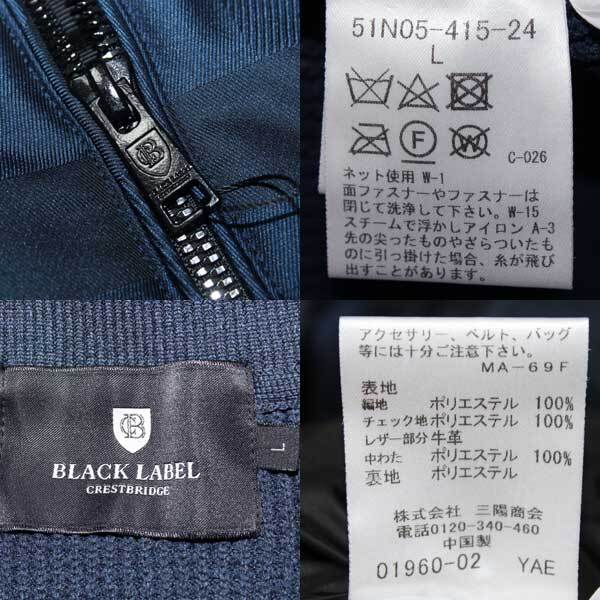 CB
51N05-415-24
L
F
C-026
ネット使用 W-1
面ファスナーやファスナーは
閉じて洗浄して下さい。W-15
スチームで浮かしアイロン A-3
先の尖ったものやざらついたもの
に引っ掛けた場合、糸が飛び
出すことがあります。
CB
BLACK LABEL
CRESTBRIDGE
L
アクセサリー、ベルト、バッグ
等には十分ご注意下さい。
MA-69F
表地
編地 ポリエステル 100%
チェック地 ポリエステル 100%
レザー部分 牛革
中わた ポリエステル 100%
裏地 ポリエステル
株式会社 三陽商会
電話0120-340-460
中国製
01960-02 YAE